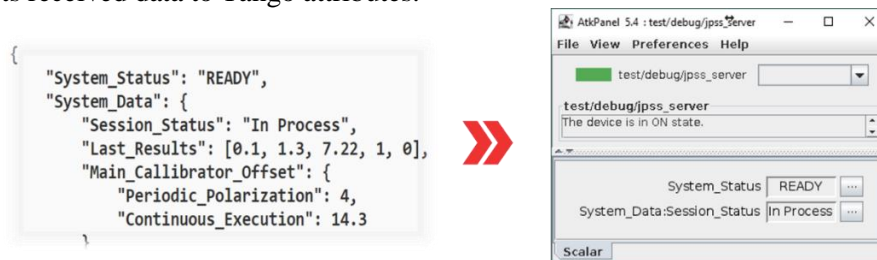 ts received data to Tango attributes.
{
"System_Status": "READY",
"System_Data": {
"Session_Status": "In Process",
"Last_Results": [0.1, 1.3, 7.22, 1, 0],
"Main_Callibrator_Offset": {
"Periodic_Polarization": 4,
"Continuous_Execution": 14.3
}
AtkPanel 5.4 : test/debug/jpss_server
File View Preferences Help
test/debug/jpss_server
test/debug/jpss_server
The device is in ON state.
System_Status READY ...
System_Data:Session_Status In Process ...
Scalar